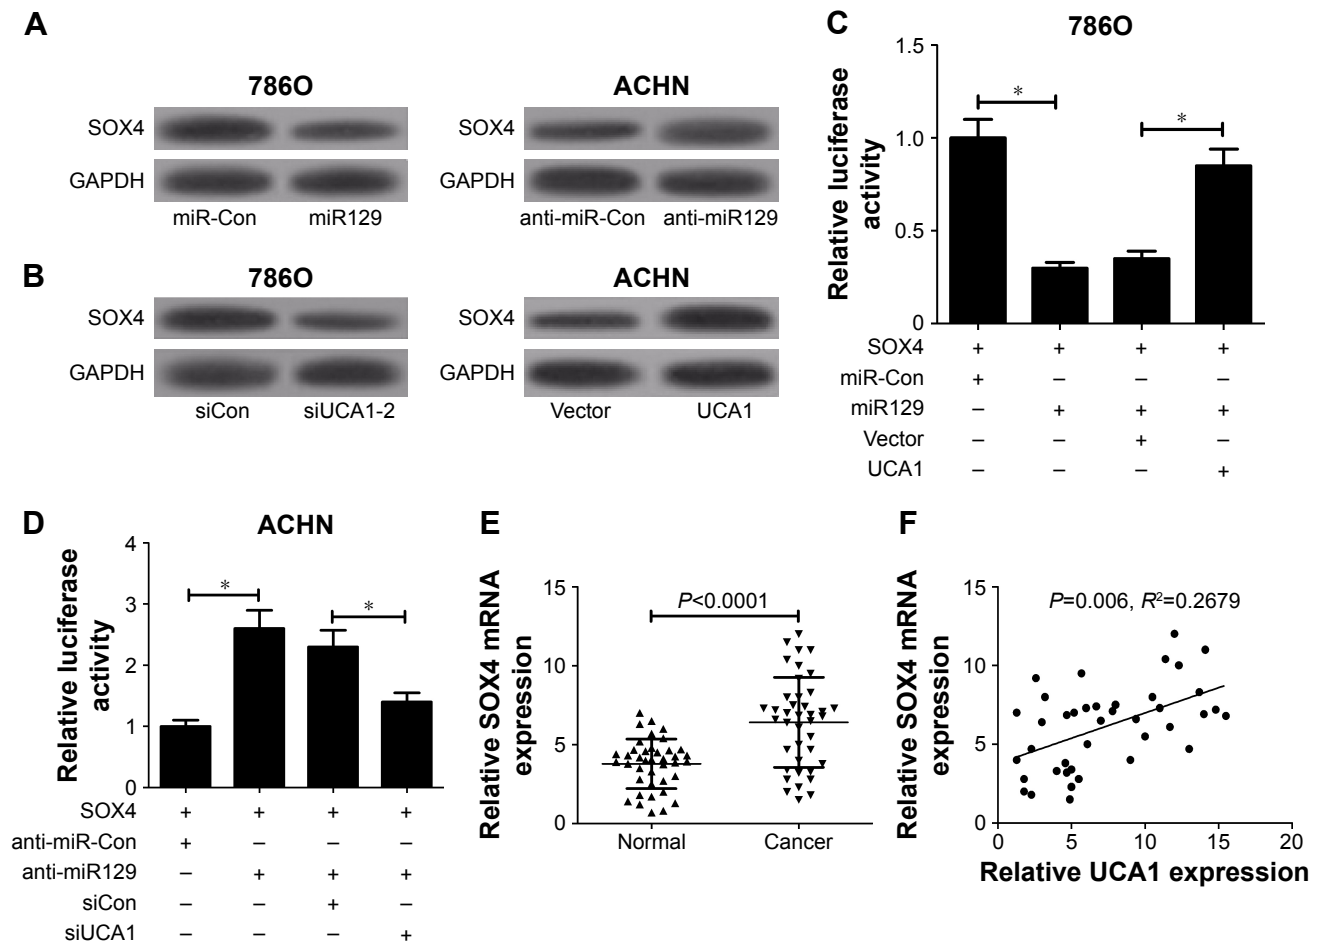 A
786O
ACHN
SOX4
SOX4
GAPDH
GAPDH
miR-Con miR129
anti-miR-Con anti-miR129
B
786O
ACHN
SOX4
SOX4
GAPDH
GAPDH
siCon siUCA1-2
Vector UCA1
C
786O
Relative luciferase
activity
1.5
1.0
0.5
0
*
*
SOX4 + + + +
miR-Con + – – –
miR129 – + + +
Vector – – + –
UCA1 – – – +
D
ACHN
Relative luciferase
activity
4
3
2
1
0
*
*
SOX4 + + + +
anti-miR-Con + – – –
anti-miR129 – + + +
siCon – – + –
siUCA1 – – – +
E
Relative SOX4 mRNA
expression
15
10
5
0
P<0.0001
Normal Cancer
F
Relative SOX4 mRNA
expression
15
10
5
0
P=0.006, R²=0.2679
0 5 10 15 20
Relative UCA1 expression